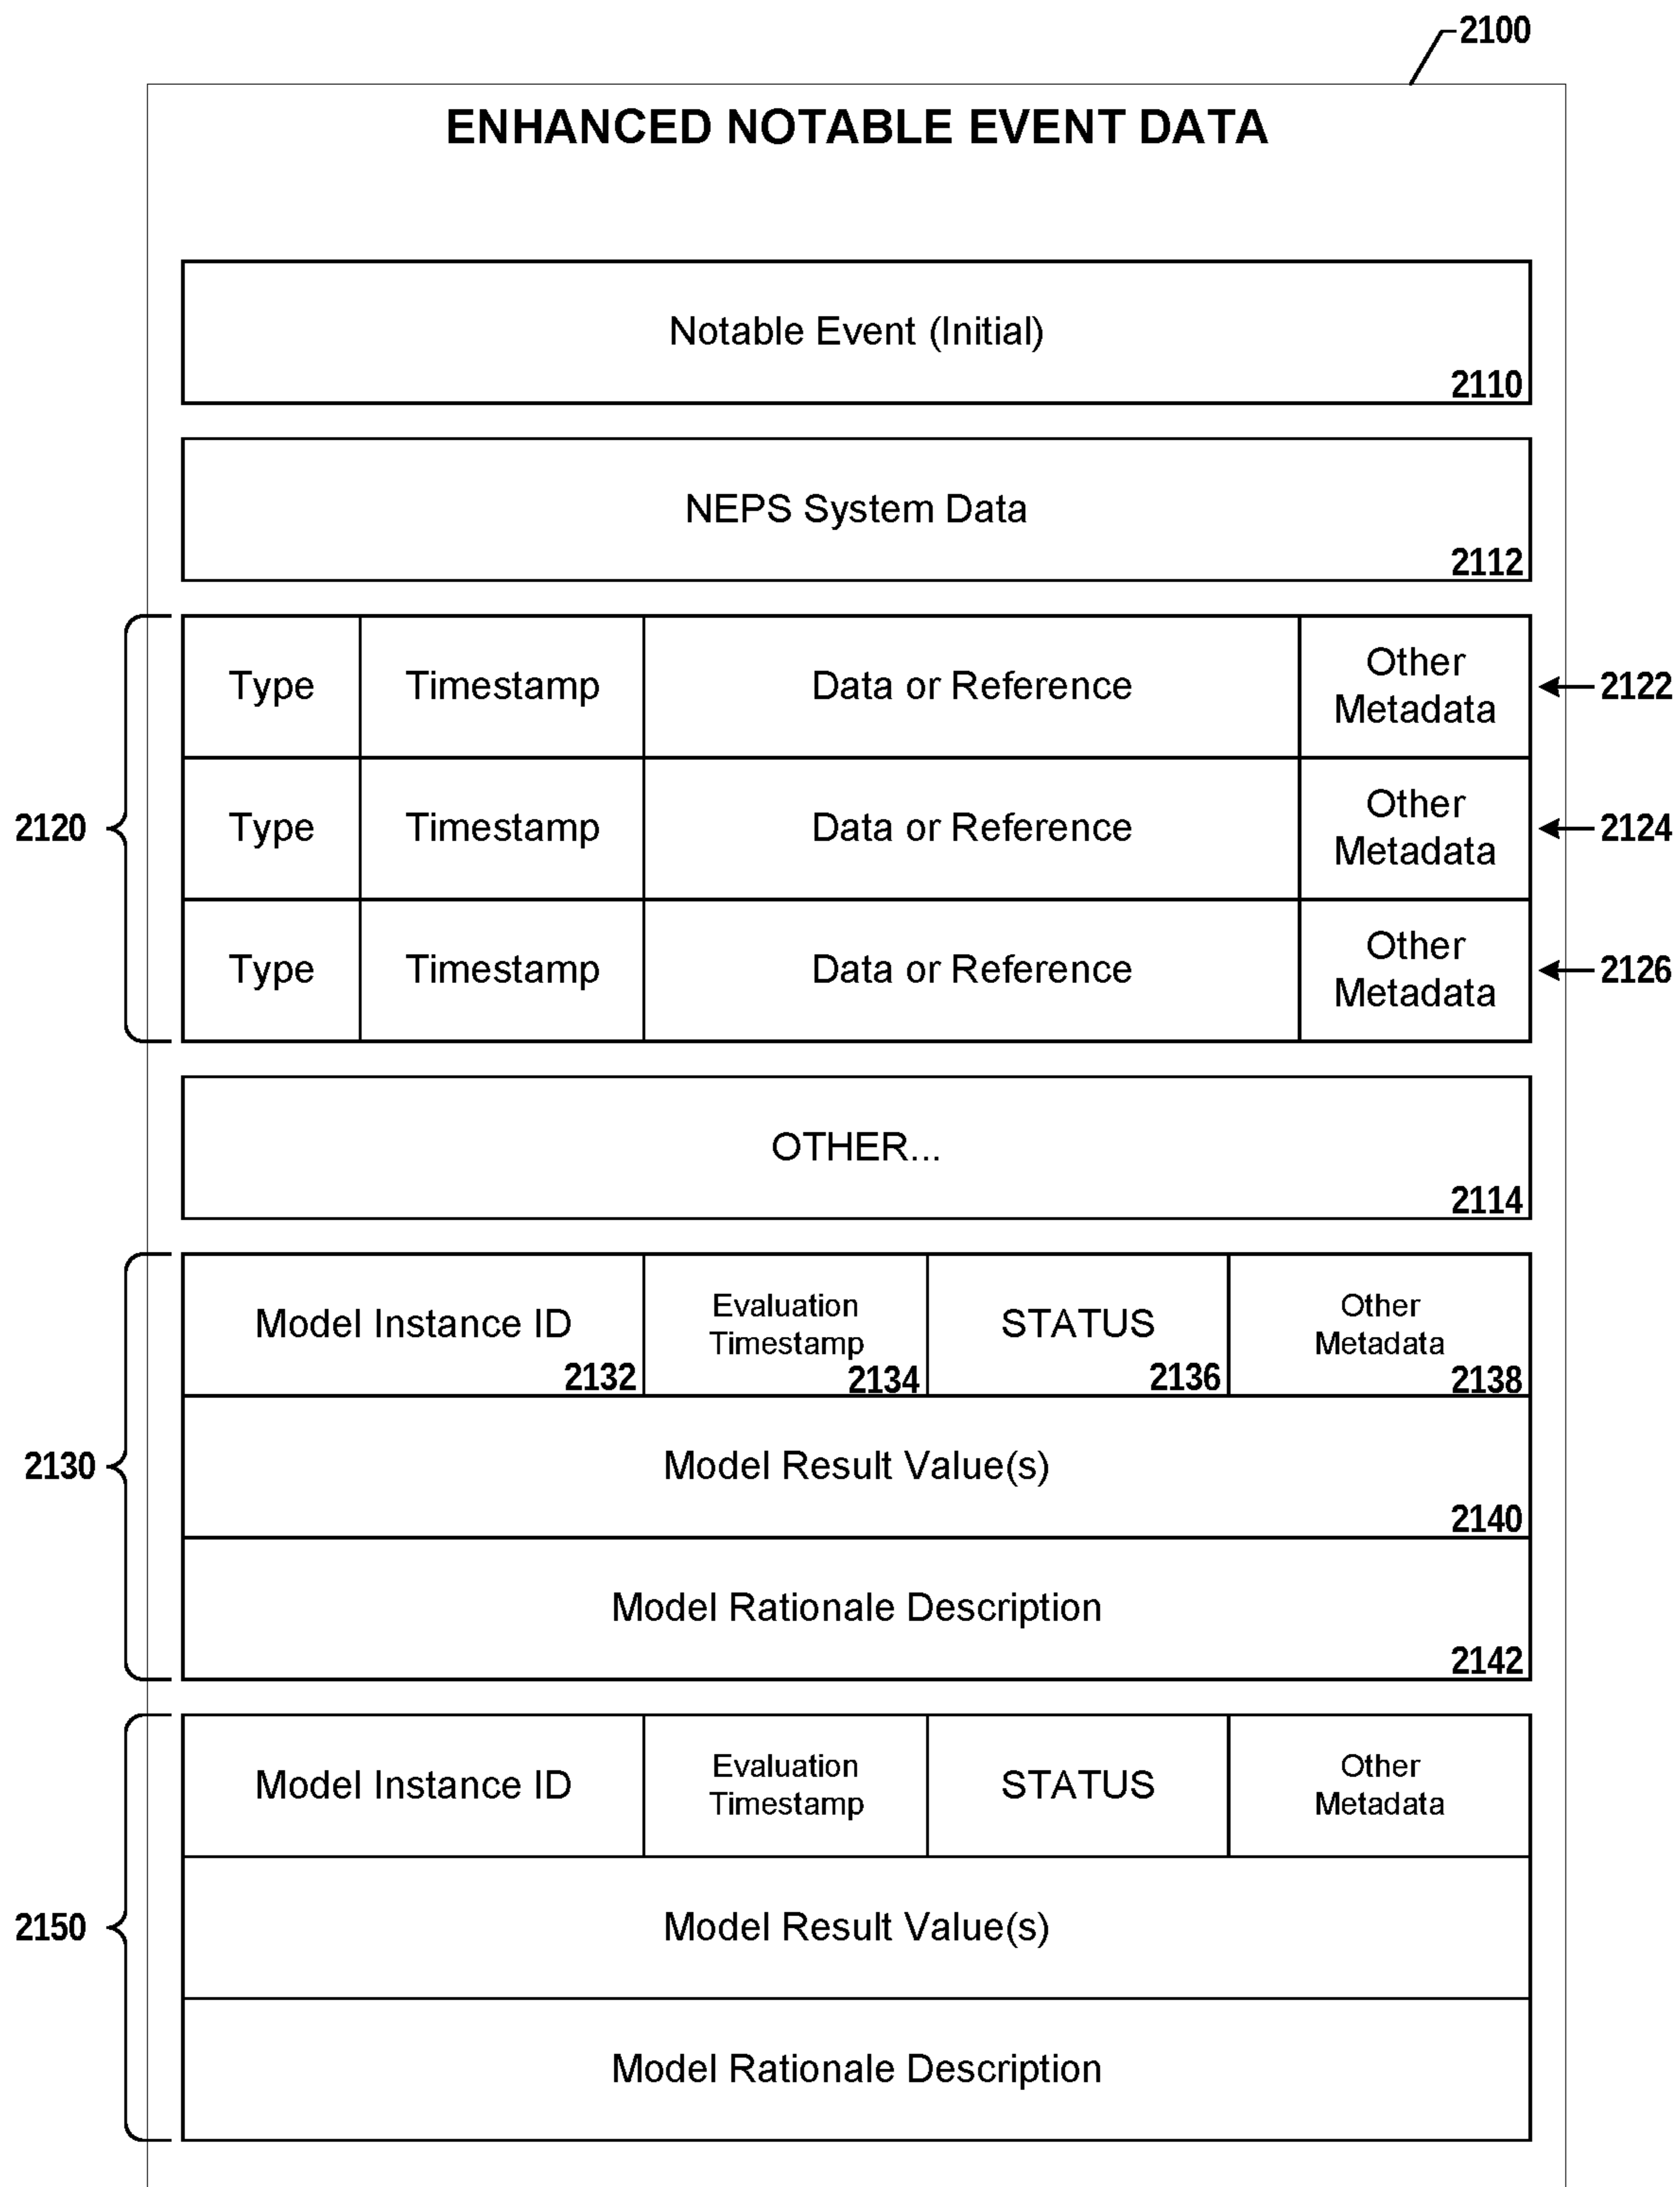 2100
ENHANCED NOTABLE EVENT DATA
Notable Event (Initial)
2110
NEPS System Data
2112
2120
Type
Timestamp
Data or Reference
Other
Metadata
2122
Type
Timestamp
Data or Reference
Other
Metadata
2124
Type
Timestamp
Data or Reference
Other
Metadata
2126
OTHER...
2114
2130
Model Instance ID
2132
Evaluation
Timestamp
2134
STATUS
2136
Other
Metadata
2138
Model Result Value(s)
2140
Model Rationale Description
2142
2150
Model Instance ID
Evaluation
Timestamp
STATUS
Other
Metadata
Model Result Value(s)
Model Rationale Description